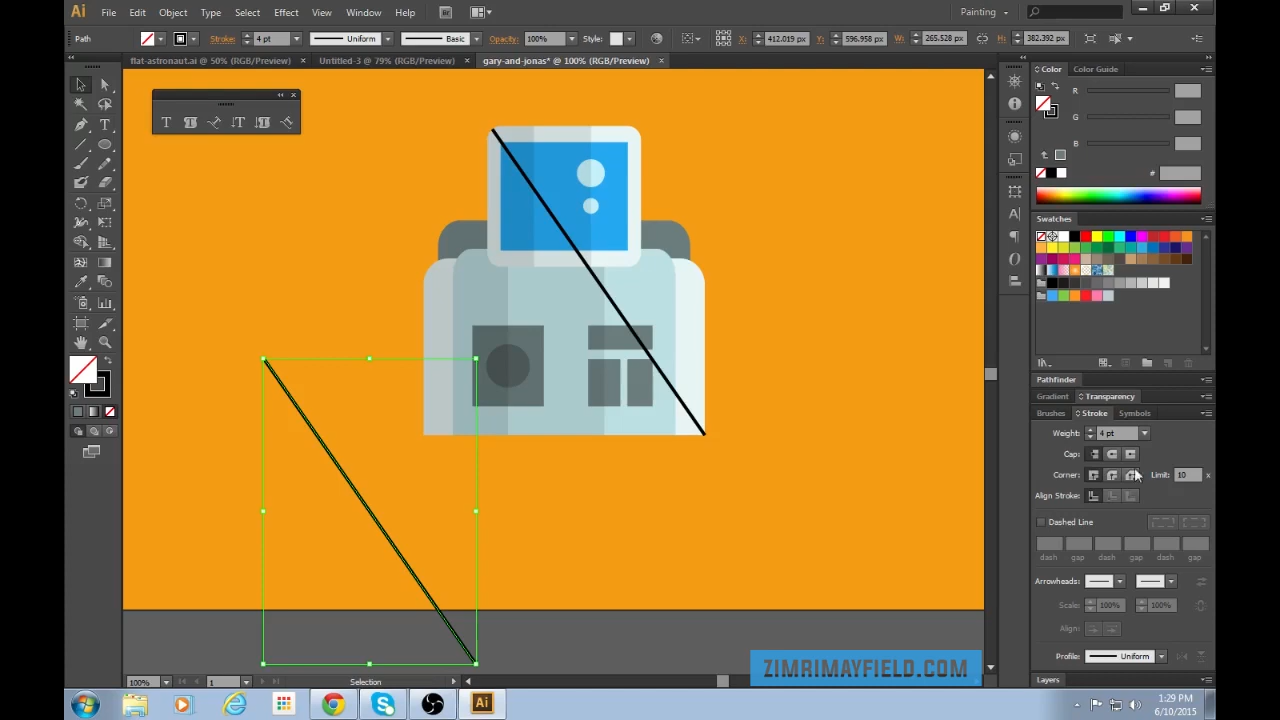 Ai File Edit Object Type Select Effect View Window Help Br Painting
Path Stroke: 4 pt Uniform Basic Opacity: 100% Style: X: 412.019 px Y: 596.958 px W: 265.528 px H: 382.392 px
flat-astronaut.ai @ 50% (RGB/Preview) × Untitled-3 @ 79% (RGB/Preview) × gary-and-jonas* @ 100% (RGB/Preview) ×
Color Color Guide
R
G
B
#
Swatches
Pathfinder
Gradient Transparency
Brushes Stroke Symbols
Weight: 4 pt
Cap:
Corner: Limit: 10 x
Align Stroke:
Dashed Line
dash gap dash gap dash gap
Arrowheads:
Scale: 100% 100%
Align:
Profile: Uniform
Layers
ZIMRIMAYFIELD.COM
100% 1 Selection
Ai
1:29 PM
6/10/2015